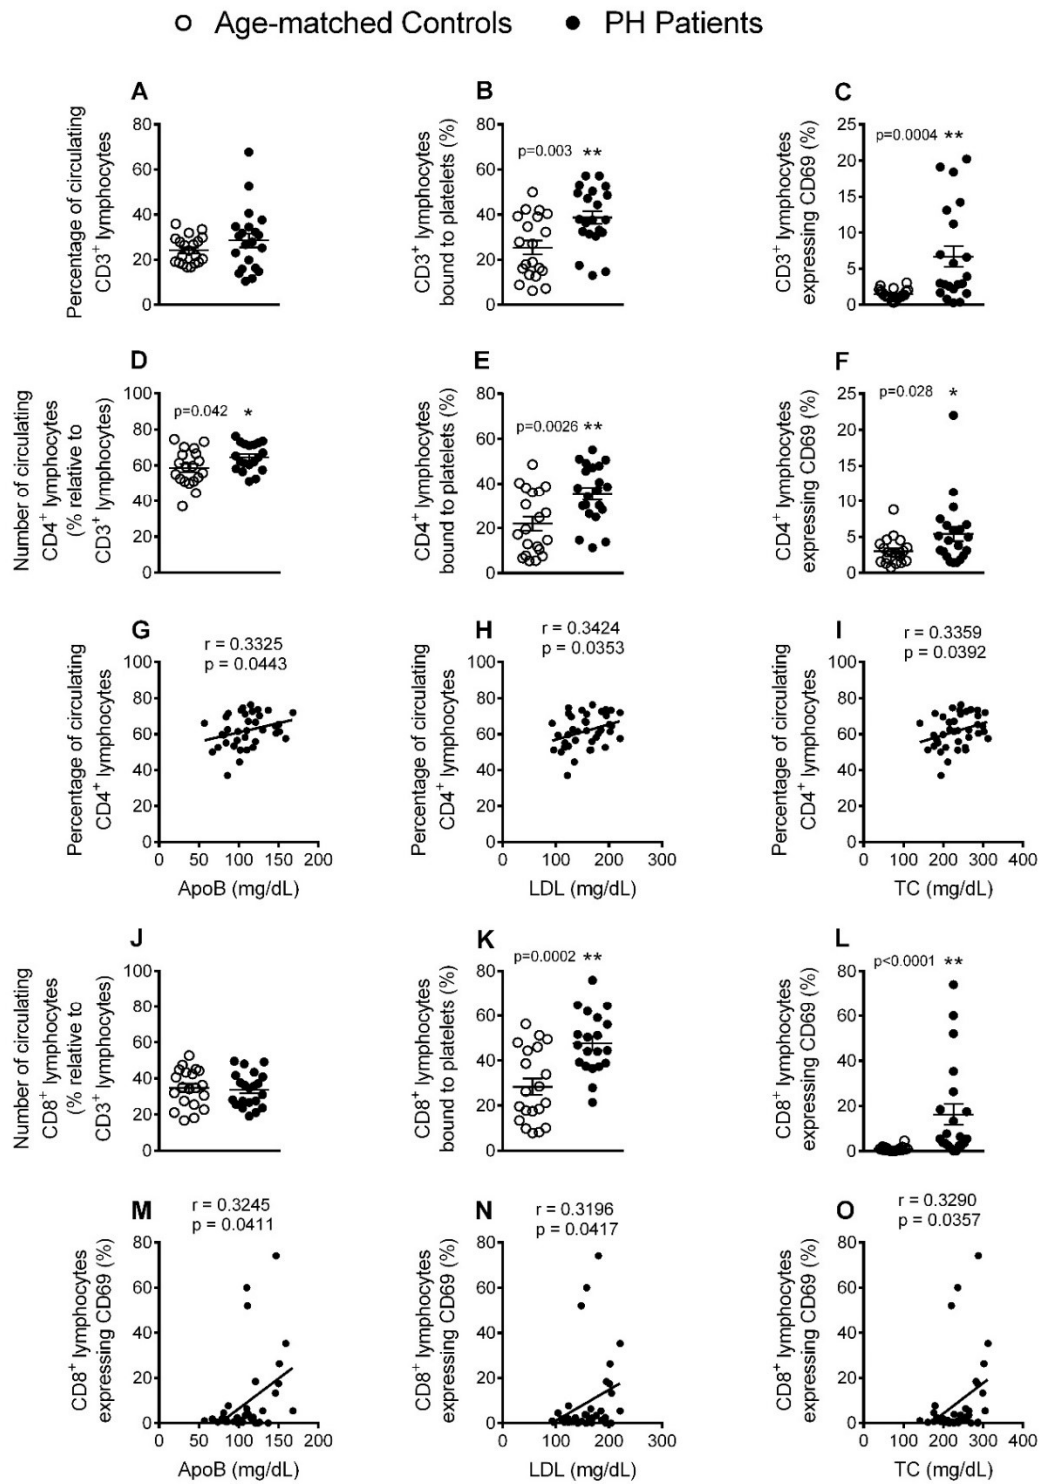 Age-matched Controls PH Patients
A B C
Percentage of circulating
CD3+ lymphocytes
80
60
40
20
0
CD3+ lymphocytes
bound to platelets (%)
80
60
40
20
0
p=0.003 **
CD3+ lymphocytes
expressing CD69 (%)
25
20
15
10
5
0
p=0.0004 **
D E F
Number of circulating
CD4+ lymphocytes
(% relative to
CD3+ lymphocytes)
100
80
60
40
20
0
p=0.042 *
CD4+ lymphocytes
bound to platelets (%)
80
60
40
20
0
p=0.0026 **
CD4+ lymphocytes
expressing CD69 (%)
25
20
15
10
5
0
p=0.028 *
G H I
r = 0.3325
p = 0.0443
Percentage of circulating
CD4+ lymphocytes
100
80
60
40
20
0
0 50 100 150 200
ApoB (mg/dL)
r = 0.3424
p = 0.0353
Percentage of circulating
CD4+ lymphocytes
100
80
60
40
20
0
0 100 200 300
LDL (mg/dL)
r = 0.3359
p = 0.0392
Percentage of circulating
CD4+ lymphocytes
100
80
60
40
20
0
0 100 200 300 400
TC (mg/dL)
J K L
Number of circulating
CD8+ lymphocytes
(% relative to
CD3+ lymphocytes)
100
80
60
40
20
0
CD8+ lymphocytes
bound to platelets (%)
80
60
40
20
0
p=0.0002 **
CD8+ lymphocytes
expressing CD69 (%)
80
60
40
20
0
p<0.0001 **
M N O
r = 0.3245
p = 0.0411
CD8+ lymphocytes
expressing CD69 (%)
80
60
40
20
0
0 50 100 150 200
ApoB (mg/dL)
r = 0.3196
p = 0.0417
CD8+ lymphocytes
expressing CD69 (%)
80
60
40
20
0
0 100 200 300
LDL (mg/dL)
r = 0.3290
p = 0.0357
CD8+ lymphocytes
expressing CD69 (%)
80
60
40
20
0
0 100 200 300 400
TC (mg/dL)